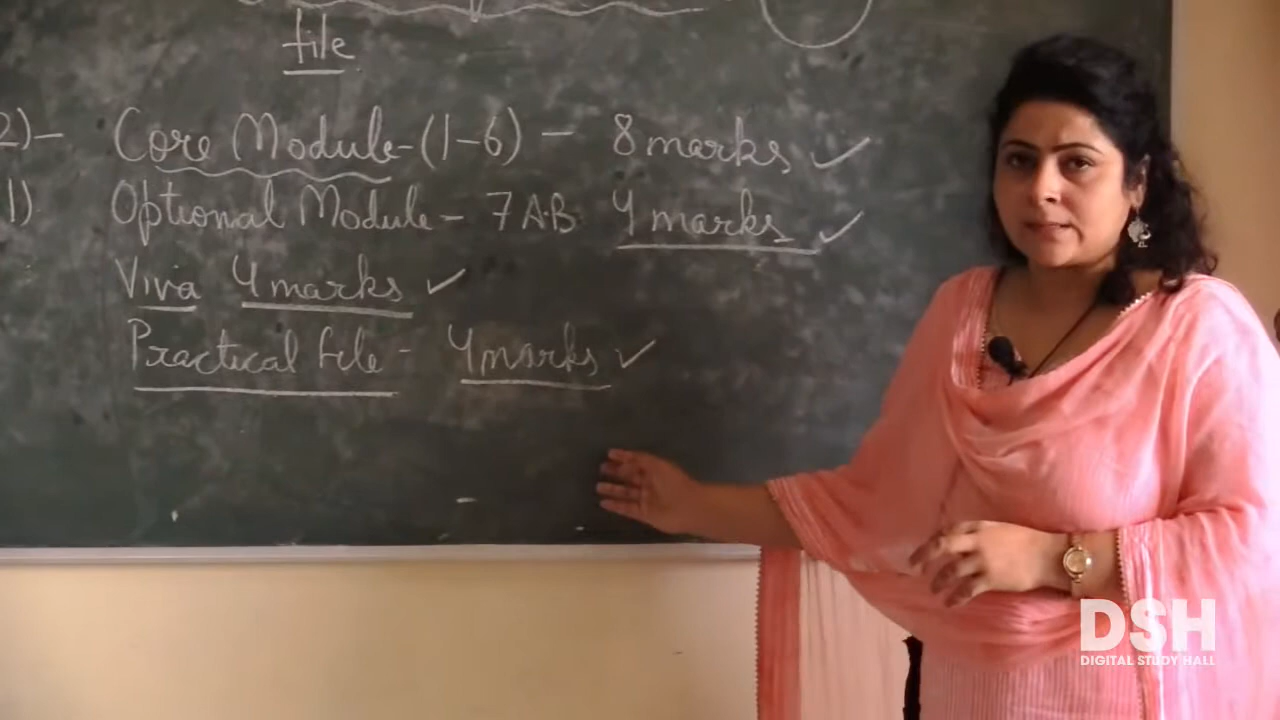 file
2)- Core Module-(1-6) - 8 marks ✓
1) Optional Module - 7 A.B 4 marks ✓
Viva 4 marks ✓
Practical file - 4 marks ✓
DSH
DIGITAL STUDY HALL